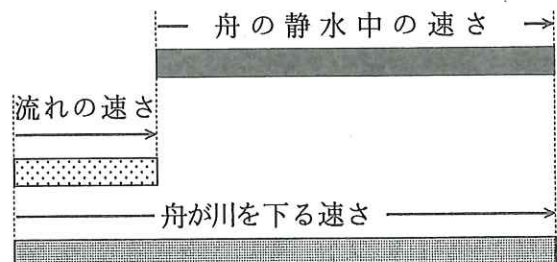 舟の静水中の速さ
流れの速さ
舟が川を下る速さ